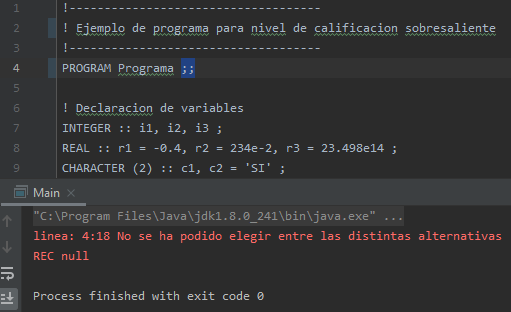 1 !------------------------------------
2 ! Ejemplo de programa para nivel de calificacion sobresaliente
3 !------------------------------------
4 PROGRAM Programa ;;
5
6 ! Declaracion de variables
7 INTEGER :: i1, i2, i3 ;
8 REAL :: r1 = -0.4, r2 = 234e-2, r3 = 23.498e14 ;
9 CHARACTER (2) :: c1, c2 = 'SI' ;
Main ×
"C:\Program Files\Java\jdk1.8.0_241\bin\java.exe" ...
linea: 4:18 No se ha podido elegir entre las distintas alternativas
REC null
Process finished with exit code 0